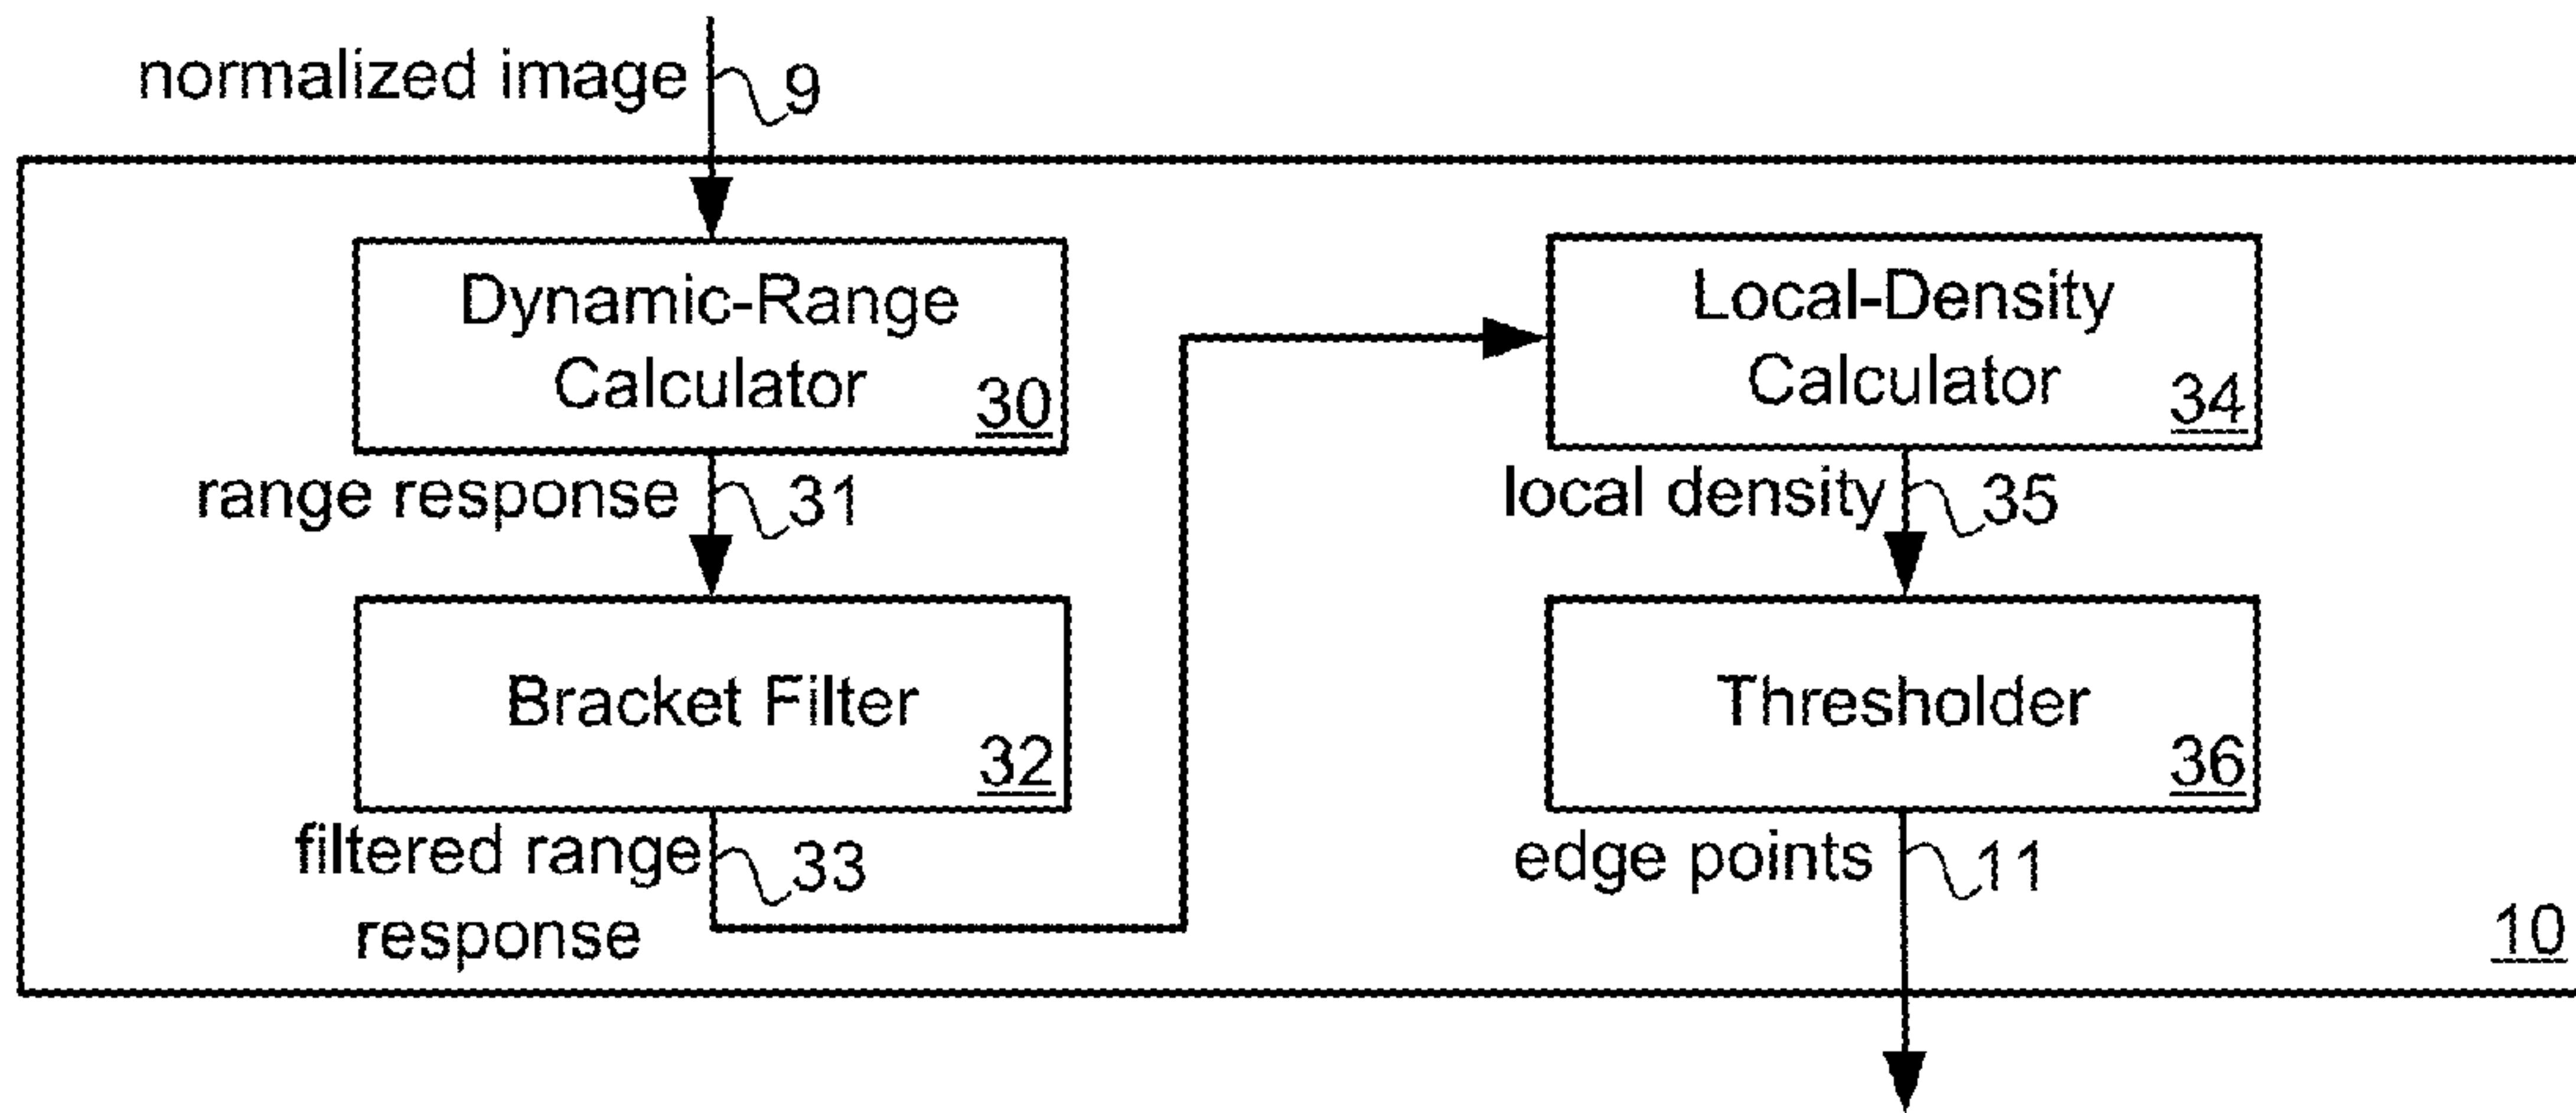 normalized image 9
Dynamic-Range
Calculator
30
range response 31
Bracket Filter
32
filtered range 33
response
Local-Density
Calculator
34
local density 35
Thresholder
36
edge points 11
10